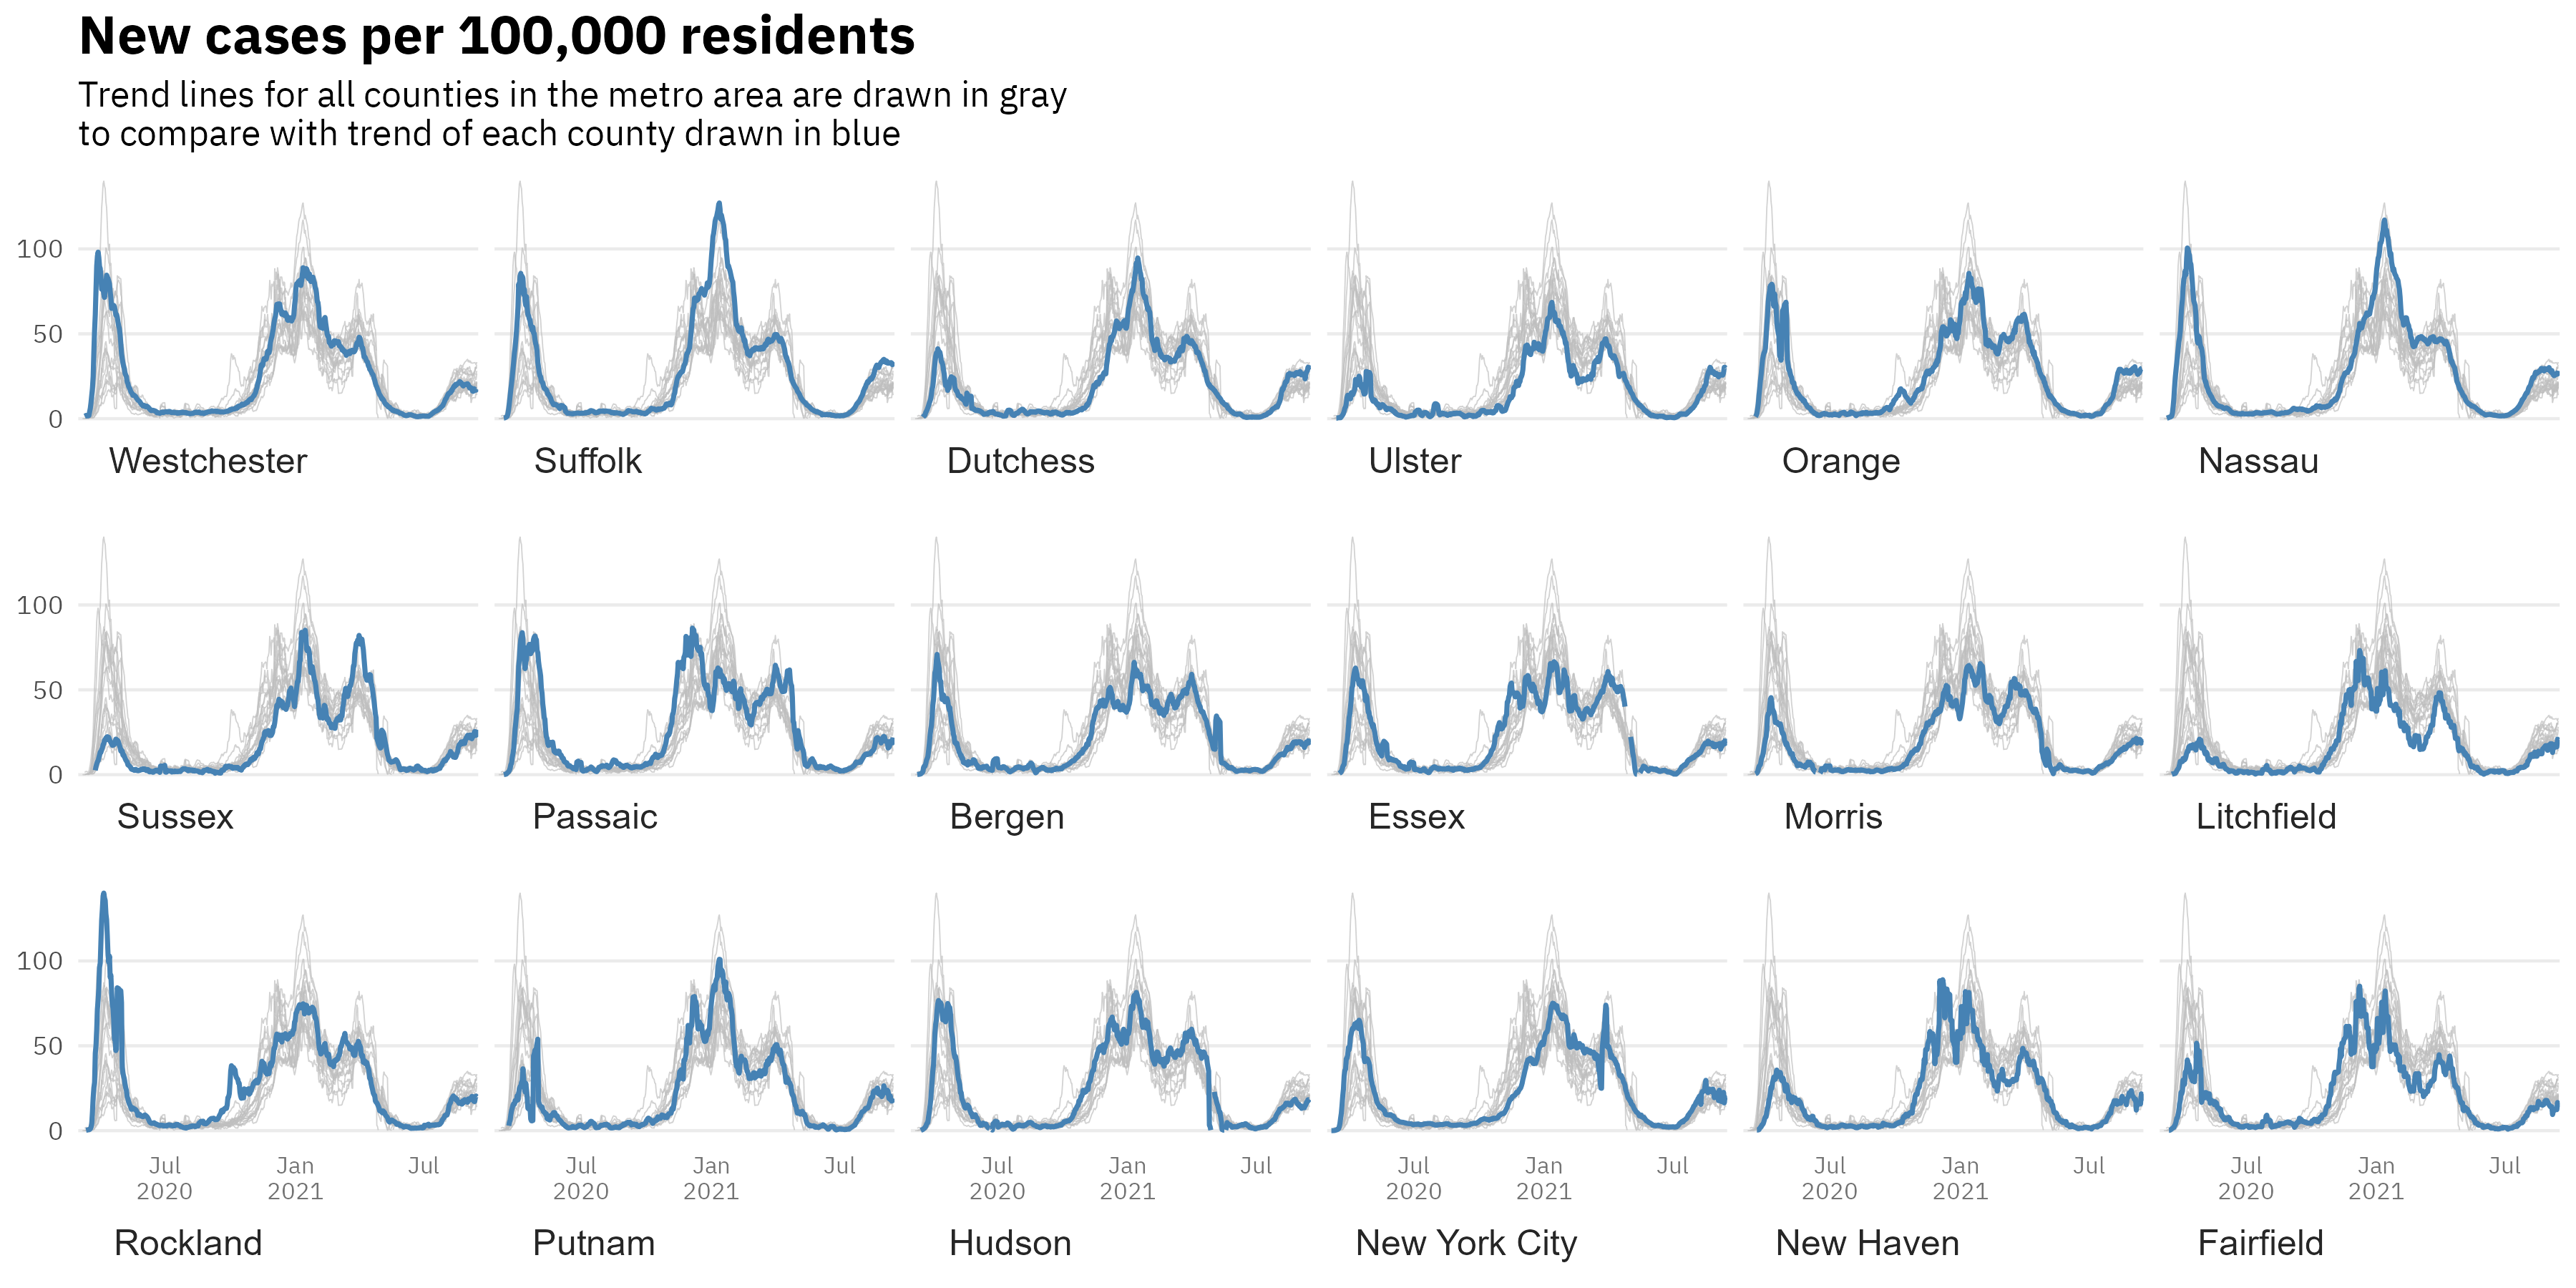 New cases per 100,000 residents
Trend lines for all counties in the metro area are drawn in gray
to compare with trend of each county drawn in blue
100
50
0
Westchester Suffolk Dutchess Ulster Orange Nassau
100
50
0
Sussex Passaic Bergen Essex Morris Litchfield
100
50
0
Jul Jan Jul Jul Jan Jul Jul Jan Jul Jul Jan Jul Jul Jan Jul Jul Jan Jul
2020 2021 2020 2021 2020 2021 2020 2021 2020 2021 2020 2021
Rockland Putnam Hudson New York City New Haven Fairfield